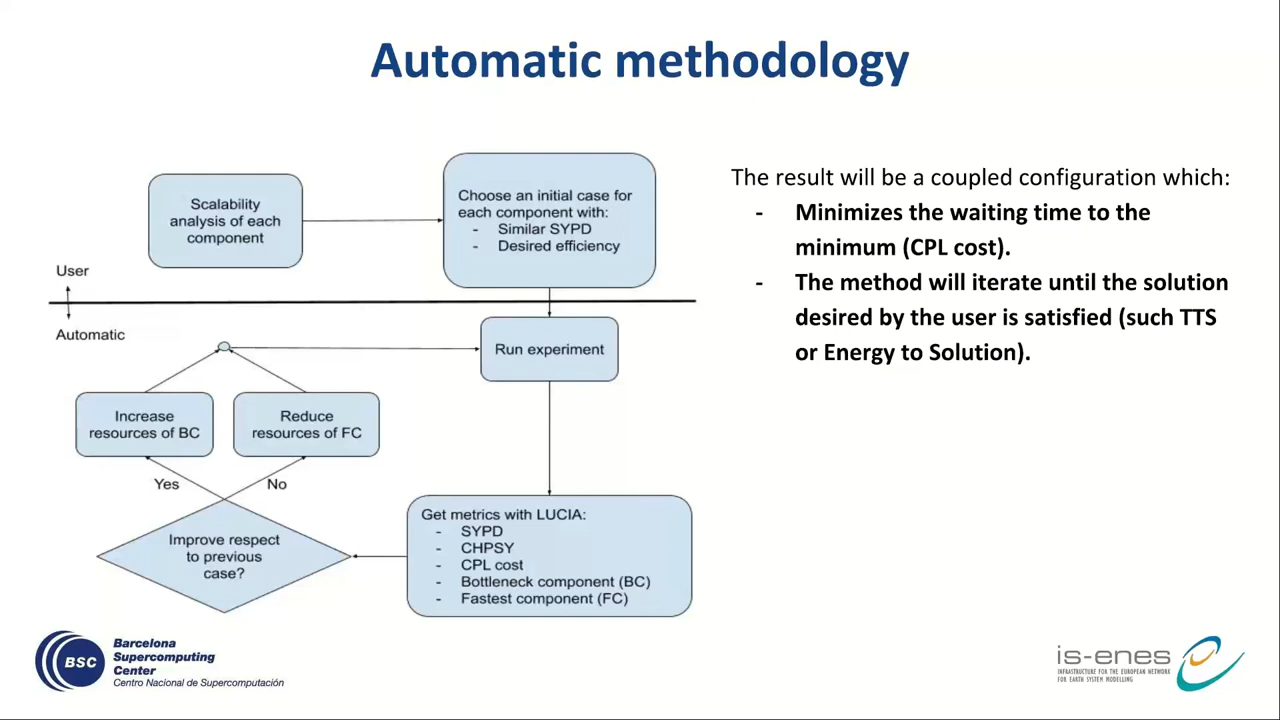 Automatic methodology
Scalability
analysis of each
component
Choose an initial case for
each component with:
- Similar SYPD
- Desired efficiency
User
Automatic
Run experiment
Increase
resources of BC
Reduce
resources of FC
Yes
No
Improve respect
to previous
case?
Get metrics with LUCIA:
- SYPD
- CHPSY
- CPL cost
- Bottleneck component (BC)
- Fastest component (FC)
The result will be a coupled configuration which:
- Minimizes the waiting time to the
minimum (CPL cost).
- The method will iterate until the solution
desired by the user is satisfied (such TTS
or Energy to Solution).
BSC
Barcelona
Supercomputing
Center
Centro Nacional de Supercomputación
is-enes
INFRASTRUCTURE FOR THE EUROPEAN NETWORK
FOR EARTH SYSTEM MODELLING